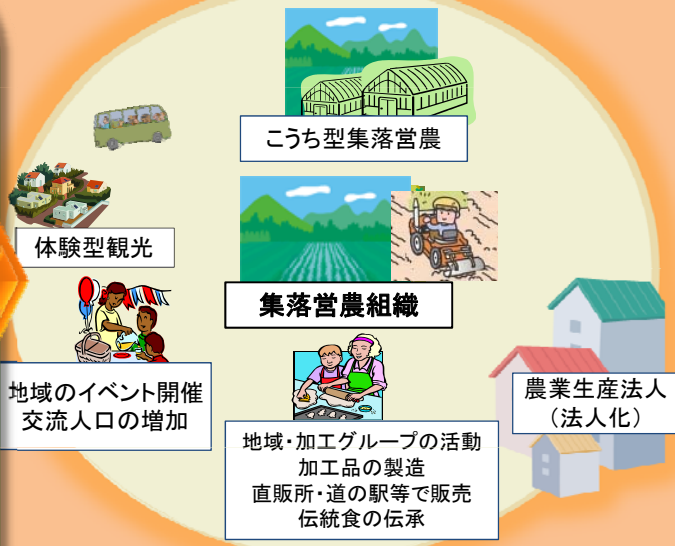 こうち型集落営農
体験型観光
集落営農組織
地域のイベント開催
交流人口の増加
農業生産法人
（法人化）
地域・加工グループの活動
加工品の製造
直販所・道の駅等で販売
伝統食の伝承